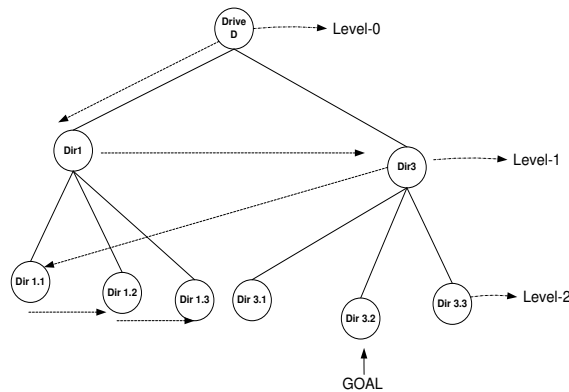 Drive
D
Level-0
Dir1
Dir3
Level-1
Dir 1.1
Dir 1.2
Dir 1.3
Dir 3.1
Dir 3.2
Dir 3.3
Level-2
GOAL